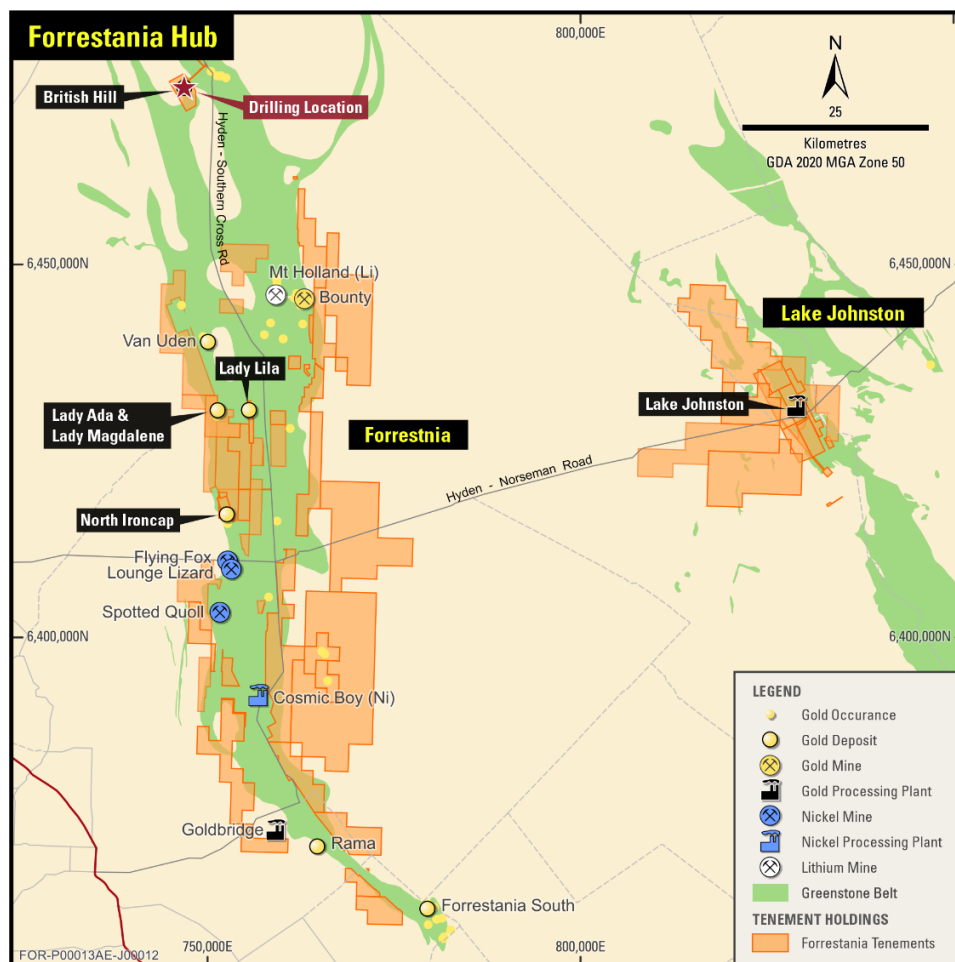 Forrestania Hub
800,000E
N
25
Kilometres
GDA 2020 MGA Zone 50
British Hill
Drilling Location
Hyden - Southern Cross Rd
6,450,000N
6,450,000N
Mt Holland (Li)
Bounty
Lake Johnston
Van Uden
Lady Lila
Lake Johnston
Lady Ada &
Lady Magdalene
Forrestnia
Hyden - Norseman Road
North Ironcap
Flying Fox
Lounge Lizard
Spotted Quoll
6,400,000N
6,400,000N
Cosmic Boy (Ni)
Goldbridge
Rama
Forrestania South
LEGEND
Gold Occurance
Gold Deposit
Gold Mine
Gold Processing Plant
Nickel Mine
Nickel Processing Plant
Lithium Mine
Greenstone Belt
TENEMENT HOLDINGS
Forrestania Tenements
750,000E
800,000E
FOR-P00013AE-J00012